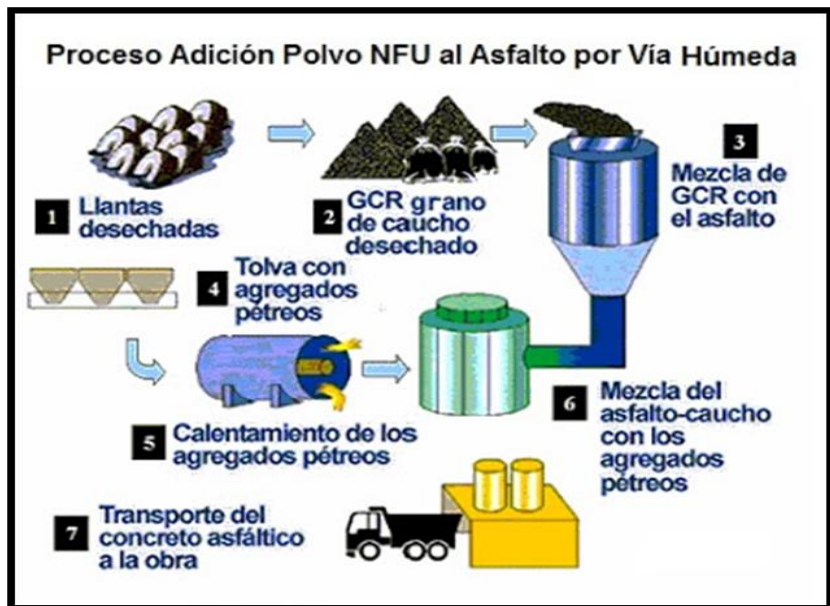 Proceso Adición Polvo NFU al Asfalto por Vía Húmeda
1 Llantas
desechadas
2 GCR grano
de caucho
desechado
3
Mezcla de
GCR con
el asfalto
4 Tolva con
agregados
pétreos
5 Calentamiento de los
agregados pétreos
6 Mezcla del
asfalto-caucho
con los
agregados
pétreos
7 Transporte del
concreto asfáltico
a la obra